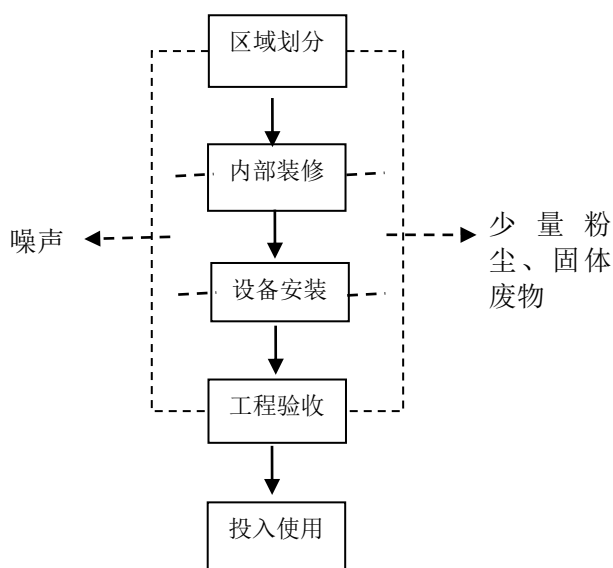 区域划分
内部装修
噪声
少量粉
尘、固体
废物
设备安装
工程验收
投入使用